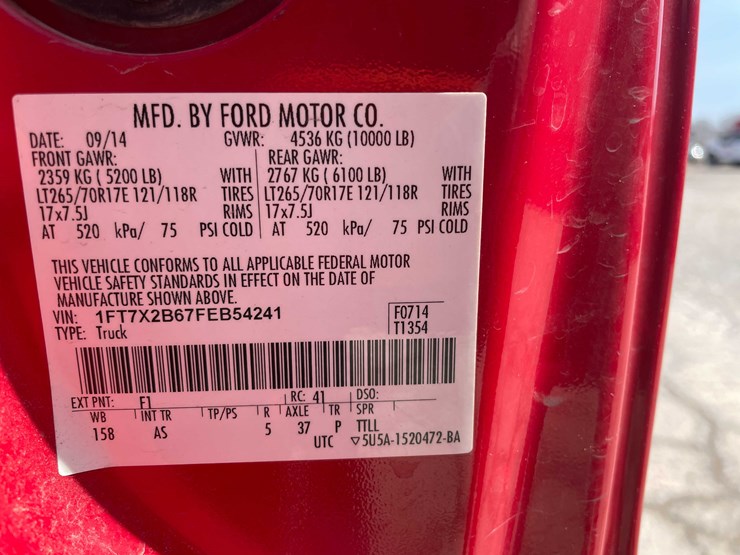 MFD. BY FORD MOTOR CO.
DATE: 09/14 GVWR: 4536 KG (10000 LB)
FRONT GAWR: REAR GAWR:
2359 KG ( 5200 LB) WITH 2767 KG ( 6100 LB) WITH
LT265/70R17E 121/118R TIRES LT265/70R17E 121/118R TIRES
17x7.5J RIMS 17x7.5J RIMS
AT 520 kPa/ 75 PSI COLD AT 520 kPa/ 75 PSI COLD
THIS VEHICLE CONFORMS TO ALL APPLICABLE FEDERAL MOTOR
VEHICLE SAFETY STANDARDS IN EFFECT ON THE DATE OF
MANUFACTURE SHOWN ABOVE.
VIN: 1FT7X2B67FEB54241 F0714
TYPE: Truck T1354
EXT PNT: F1 RC: 41 DSO:
WB INT TR TP/PS R AXLE TR SPR
158 AS 5 37 P TTLL
UTC ▽5U5A-1520472-BA